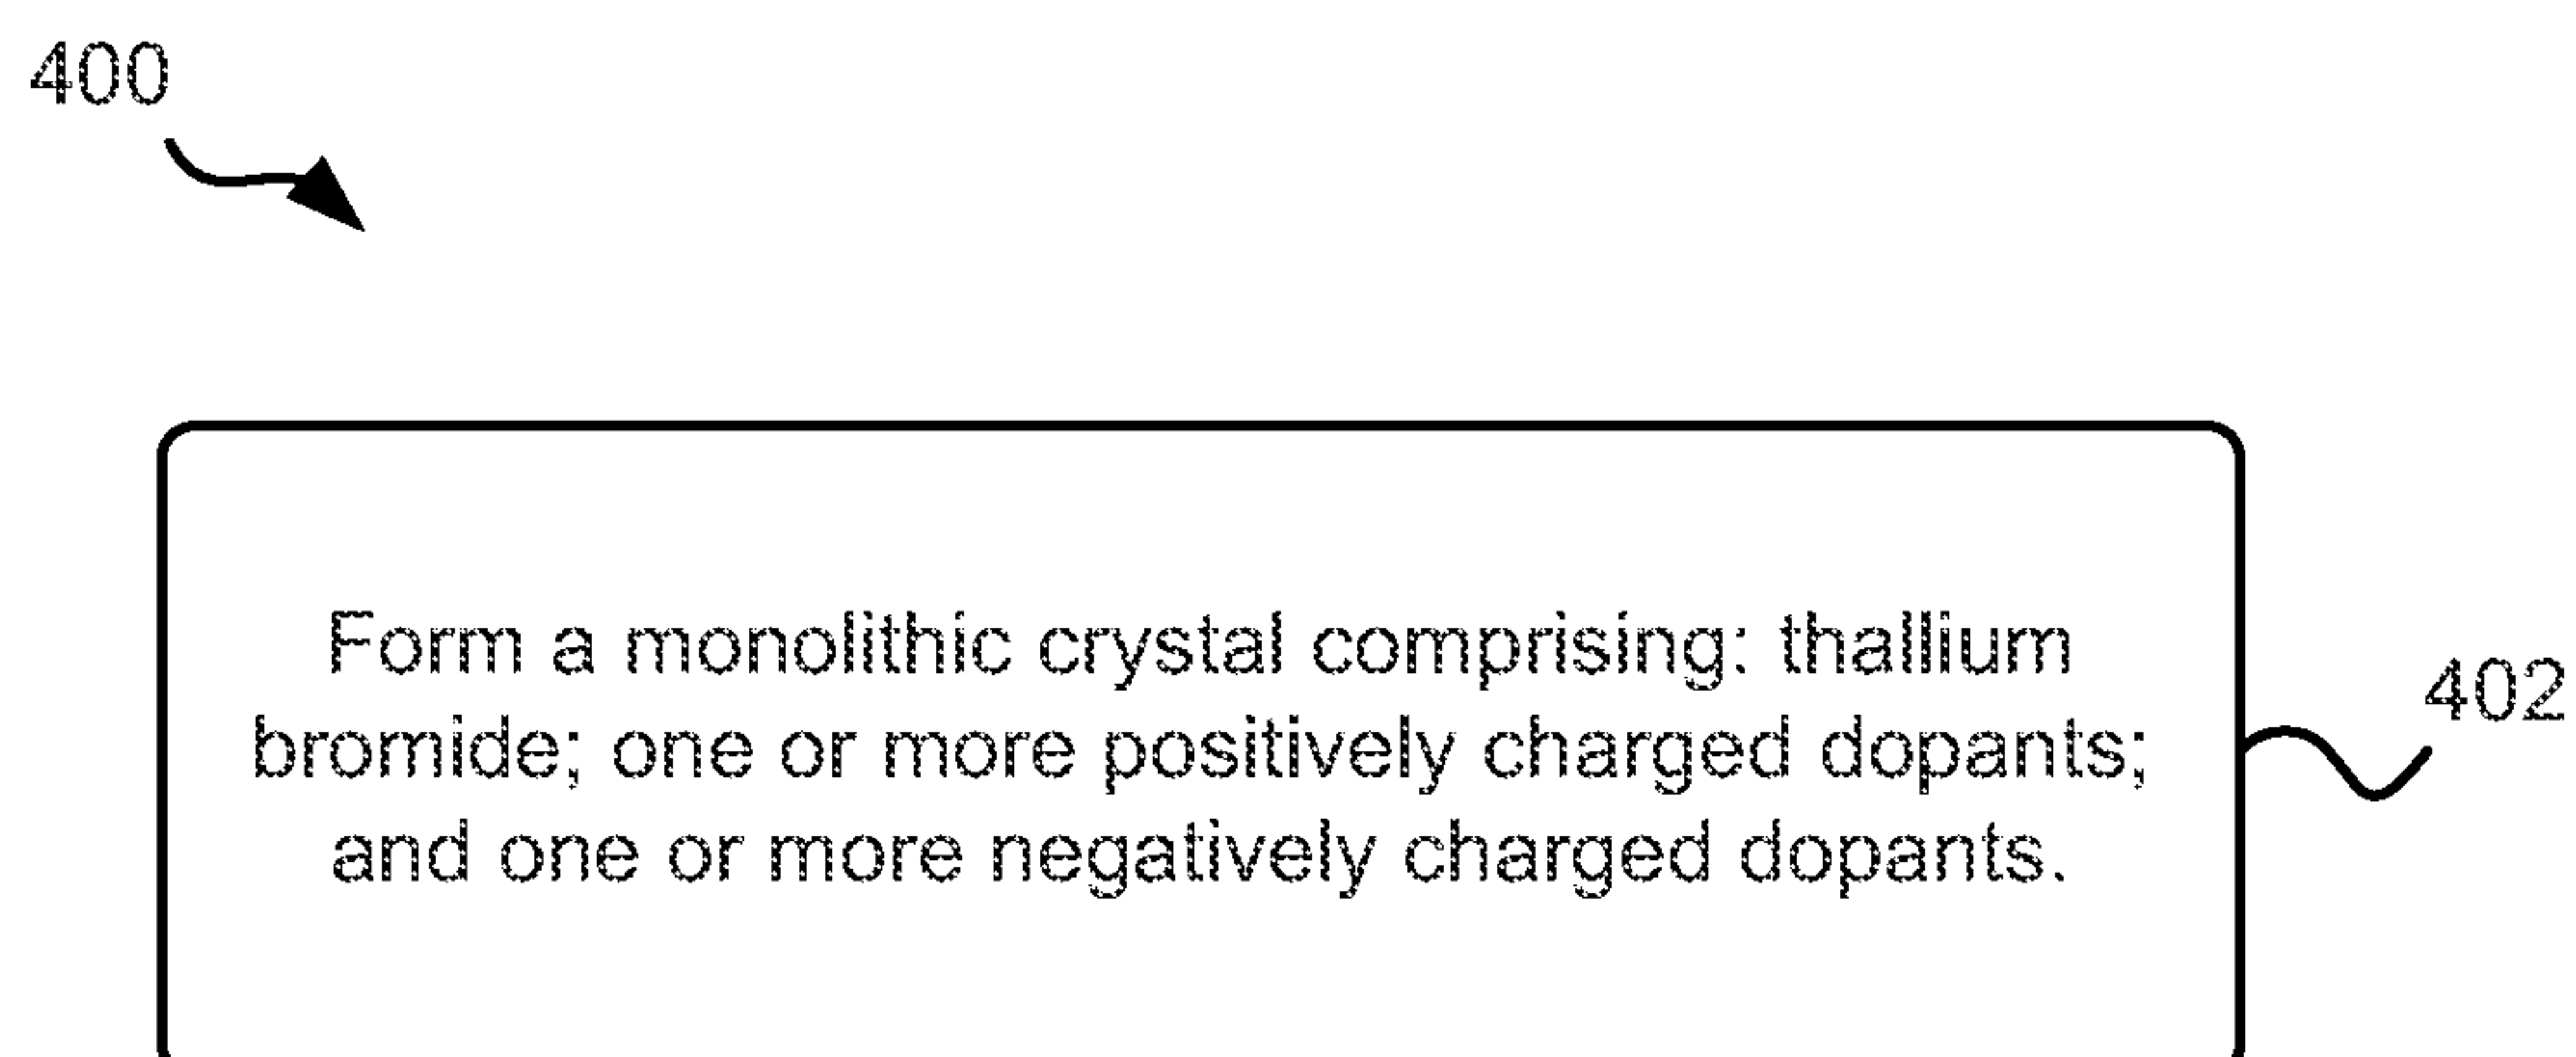 400
Form a monolithic crystal comprising: thallium
bromide; one or more positively charged dopants;
and one or more negatively charged dopants.
402